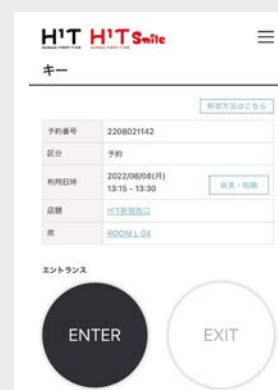 H¹T H¹T Smile
キー
解錠方法はこちら
予約番号 2208021142
区分 予約
利用日時 2022/08/08(月)
13:15 - 13:30
延長・短縮
店舗 H¹T新宿西口
席 ROOM L 04
エントランス
ENTER EXIT